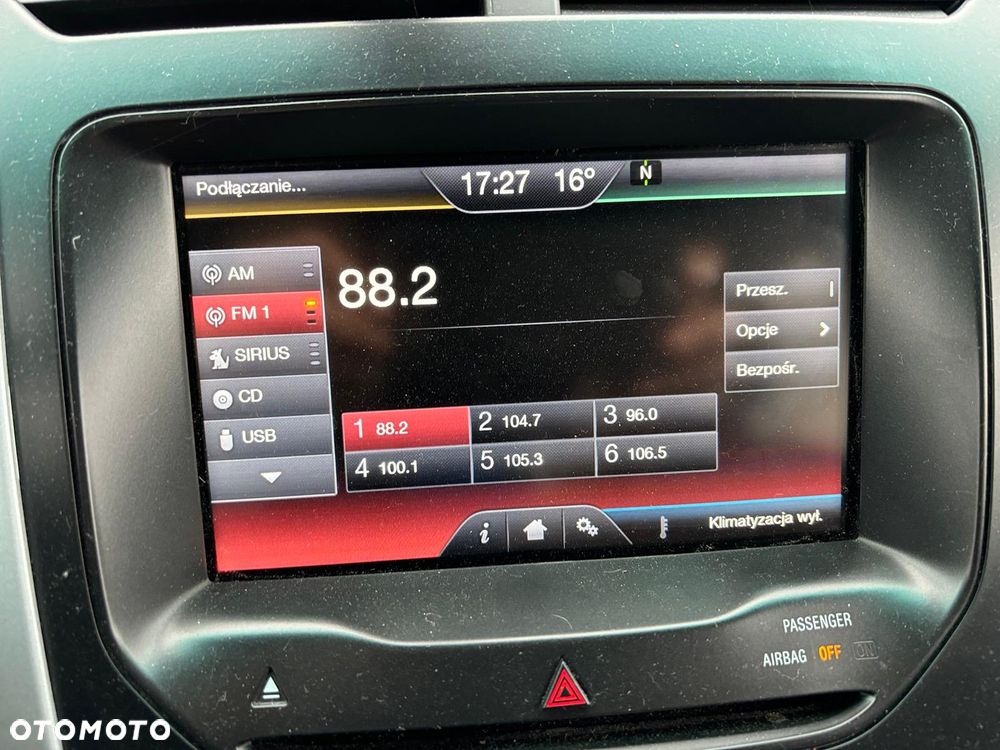 Podłączanie...
17:27 16° N
AM
FM 1
SIRIUS
CD
USB
88.2
Przesz.
Opcje
Bezpośr.
1 88.2 2 104.7 3 96.0
4 100.1 5 105.3 6 106.5
i
Klimatyzacja wył.
PASSENGER
AIRBAG OFF ON
OTOMOTO